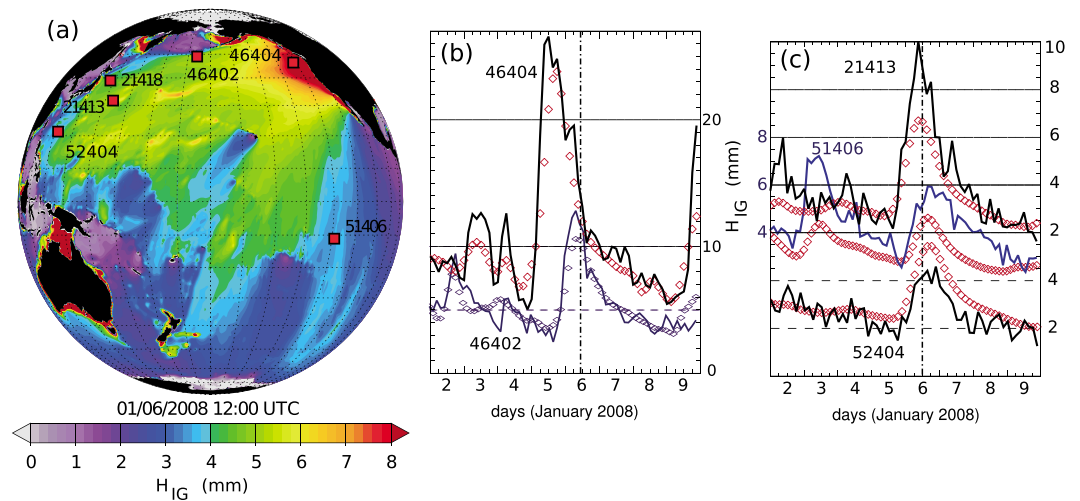 (a)
46404
46402
21418
21413
52404
51406
01/06/2008 12:00 UTC
0 1 2 3 4 5 6 7 8
H IG (mm)
(b)
46404
46402
20
10
0
H IG (mm)
2 3 4 5 6 7 8 9
days (January 2008)
(c)
21413
51406
52404
8
6
4
10
8
6
4
2
4
2
2 3 4 5 6 7 8 9
days (January 2008)